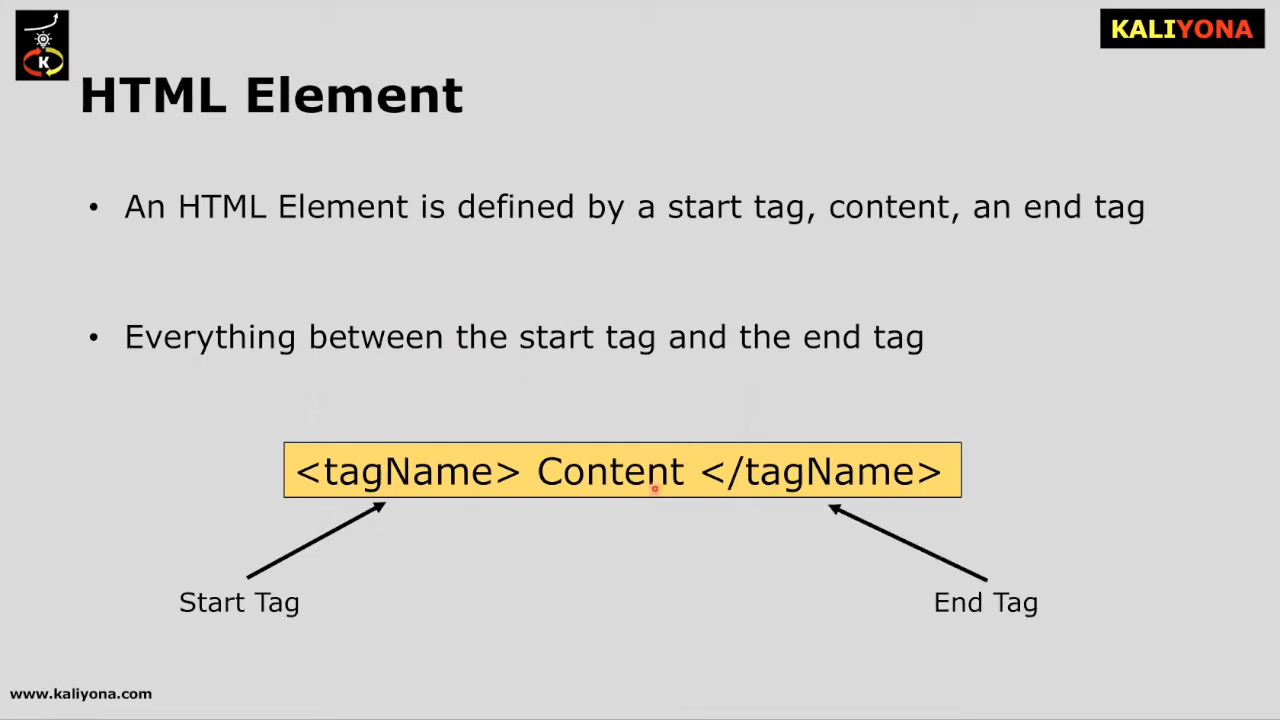 K
KALIYONA
HTML Element
• An HTML Element is defined by a start tag, content, an end tag
• Everything between the start tag and the end tag
<tagName> Content </tagName>
Start Tag
End Tag
www.kaliyona.com